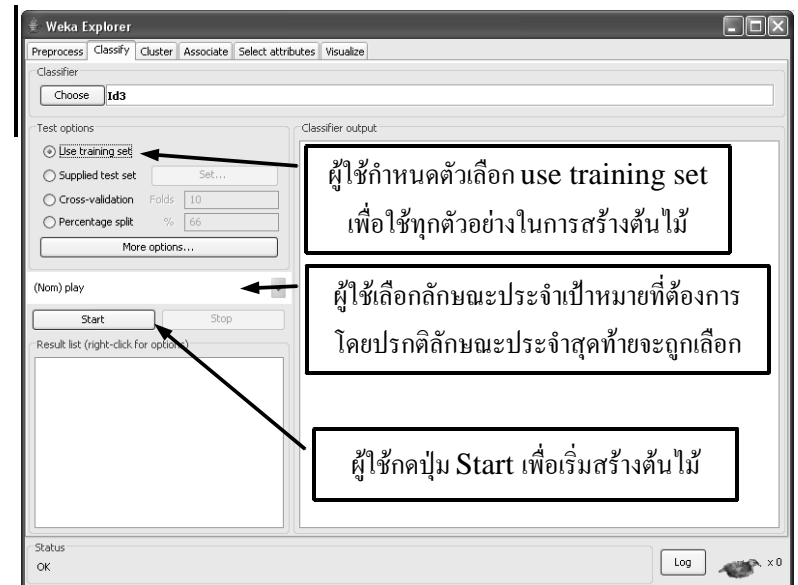 Weka Explorer
Preprocess Classify Cluster Associate Select attributes Visualize
Classifier
Choose Id3
Test options
Use training set
Supplied test set Set...
Cross-validation Folds 10
Percentage split % 66
More options...
(Nom) play
Start Stop
Result list (right-click for options)
Classifier output
ผู้ใช้กำหนดตัวเลือก use training set
เพื่อใช้ทุกตัวอย่างในการสร้างต้นไม้
ผู้ใช้เลือกลักษณะประจำเป้าหมายที่ต้องการ
โดยปรกติลักษณะประจำสุดท้ายจะถูกเลือก
ผู้ใช้กดปุ่ม Start เพื่อเริ่มสร้างต้นไม้
Status
OK
Log x 0